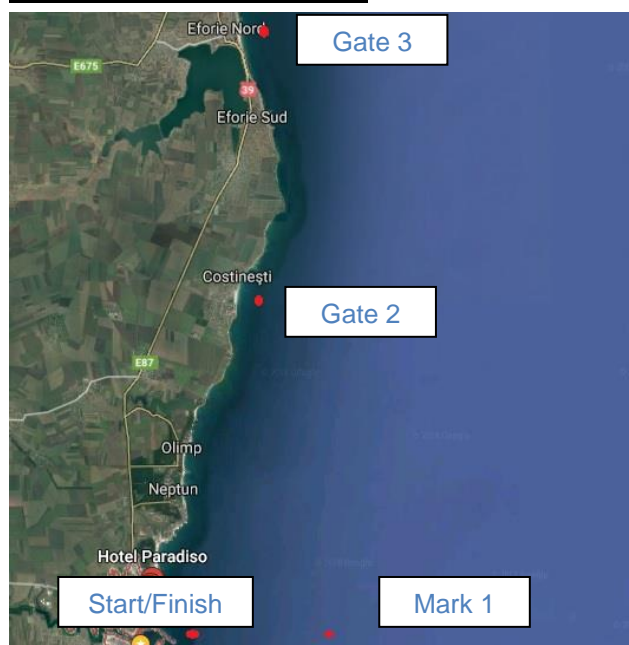 Eforie Nord
Gate 3
E675
39
Eforie Sud
Costinești
Gate 2
E87
Olimp
Neptun
Hotel Paradiso
Start/Finish
Mark 1